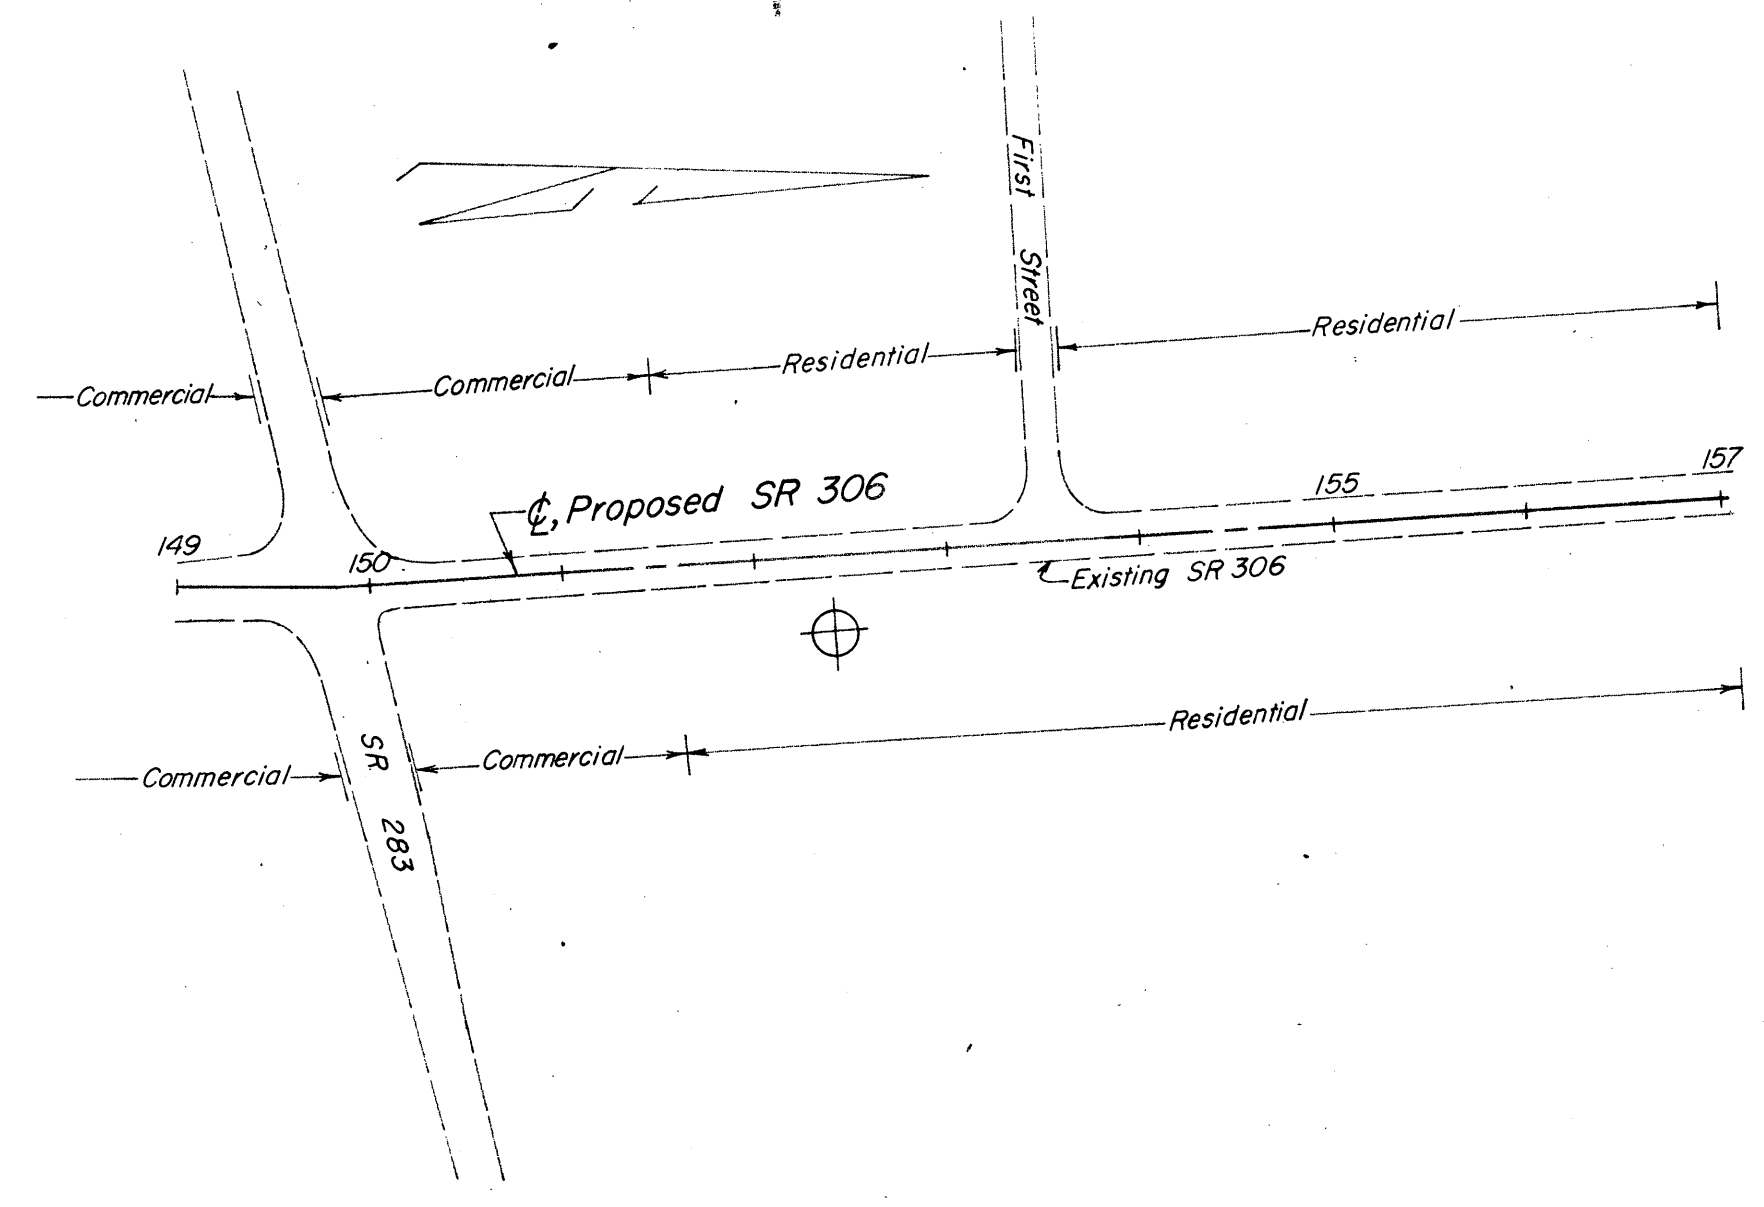 First Street
Residential
Residential
Commercial
Commercial
157
155
℄, Proposed SR 306
149
150
Existing SR 306
Residential
Commercial
Commercial
SR 283